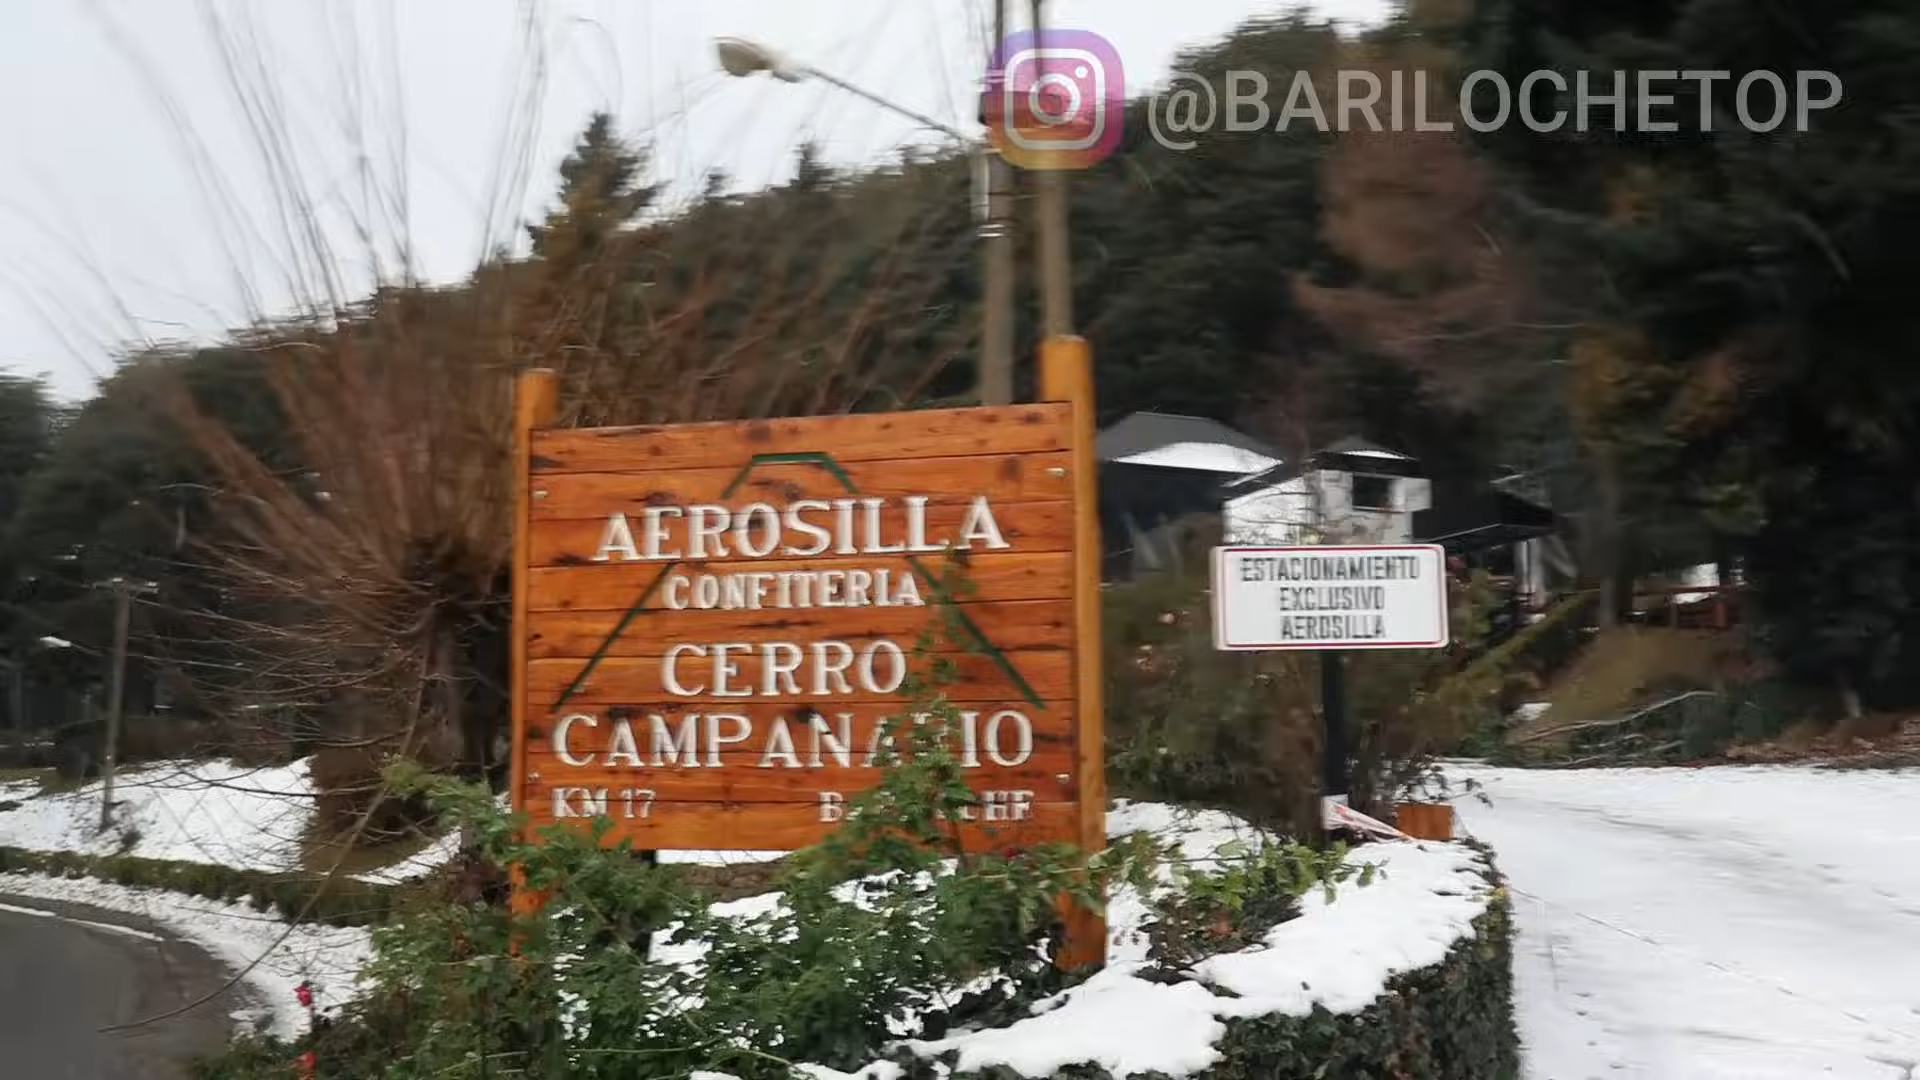 @BARILOCHETOP
AEROSILLA
CONFITERIA
CERRO
CAMPANARIO
KM 17
ESTACIONAMIENTO
EXCLUSIVO
AEROSILLA